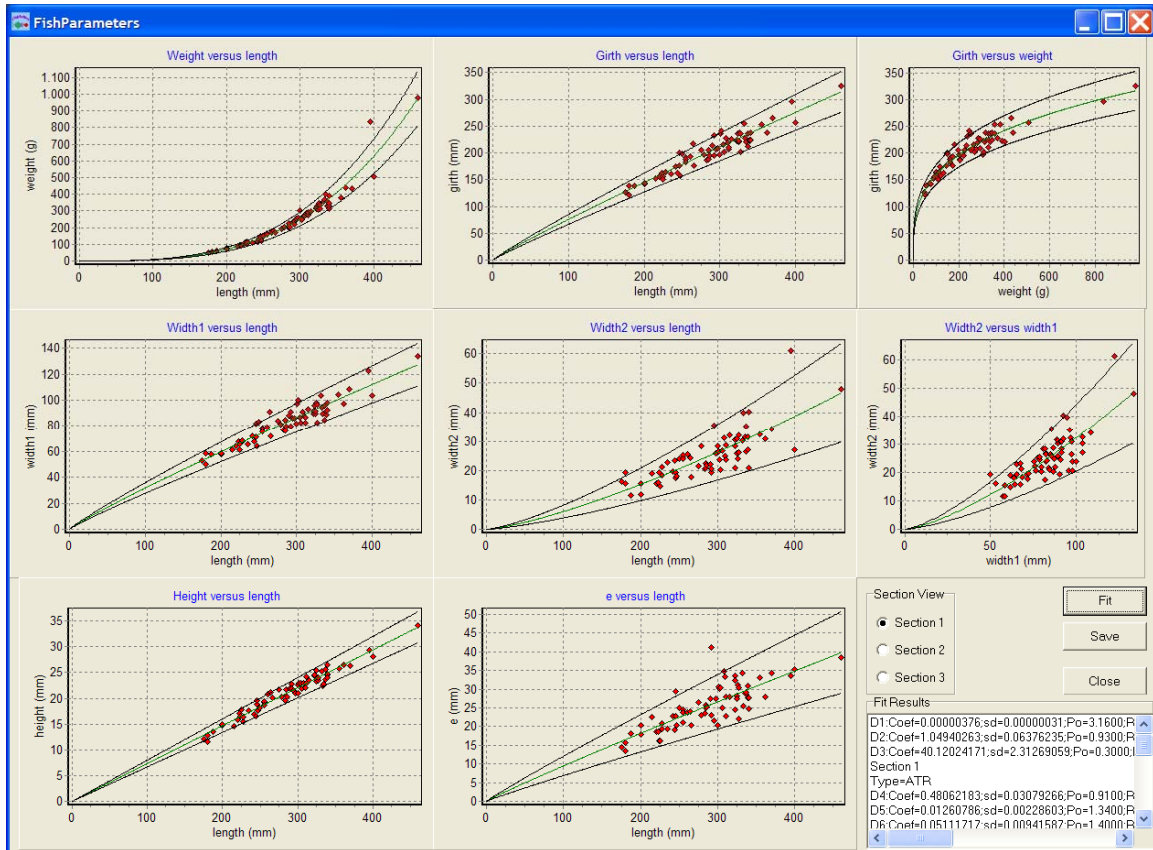 FishParameters
Weight versus length
1.100
1.000
900
800
700
600
500
400
300
200
100
0
weight (g)
0 100 200 300 400
length (mm)
Girth versus length
350
300
250
200
150
100
50
0
girth (mm)
0 100 200 300 400
length (mm)
Girth versus weight
350
300
250
200
150
100
50
0
girth (mm)
0 200 400 600 800
weight (g)
Width1 versus length
140
120
100
80
60
40
20
0
width1 (mm)
0 100 200 300 400
length (mm)
Width2 versus length
60
50
40
30
20
10
0
width2 (mm)
0 100 200 300 400
length (mm)
Width2 versus width1
60
50
40
30
20
10
0
width2 (mm)
0 50 100
width1 (mm)
Height versus length
35
30
25
20
15
10
5
0
height (mm)
0 100 200 300 400
length (mm)
e versus length
50
45
40
35
30
25
20
15
10
5
0
e (mm)
0 100 200 300 400
length (mm)
Section View
Section 1
Section 2
Section 3
Fit
Save
Close
Fit Results
D1:Coef=0.00000376;sd=0.00000031;Po=3.1600;R
D2:Coef=1.04940263;sd=0.06376235;Po=0.9300;R
D3:Coef=40.12024171;sd=2.31269059;Po=0.3000;
Section 1
Type=ATR
D4:Coef=0.48062183;sd=0.03079266;Po=0.9100;R
D5:Coef=0.01260786;sd=0.00228603;Po=1.3400;R
D6:Coef=0.05111717;sd=0.00941587;Po=1.4000;R